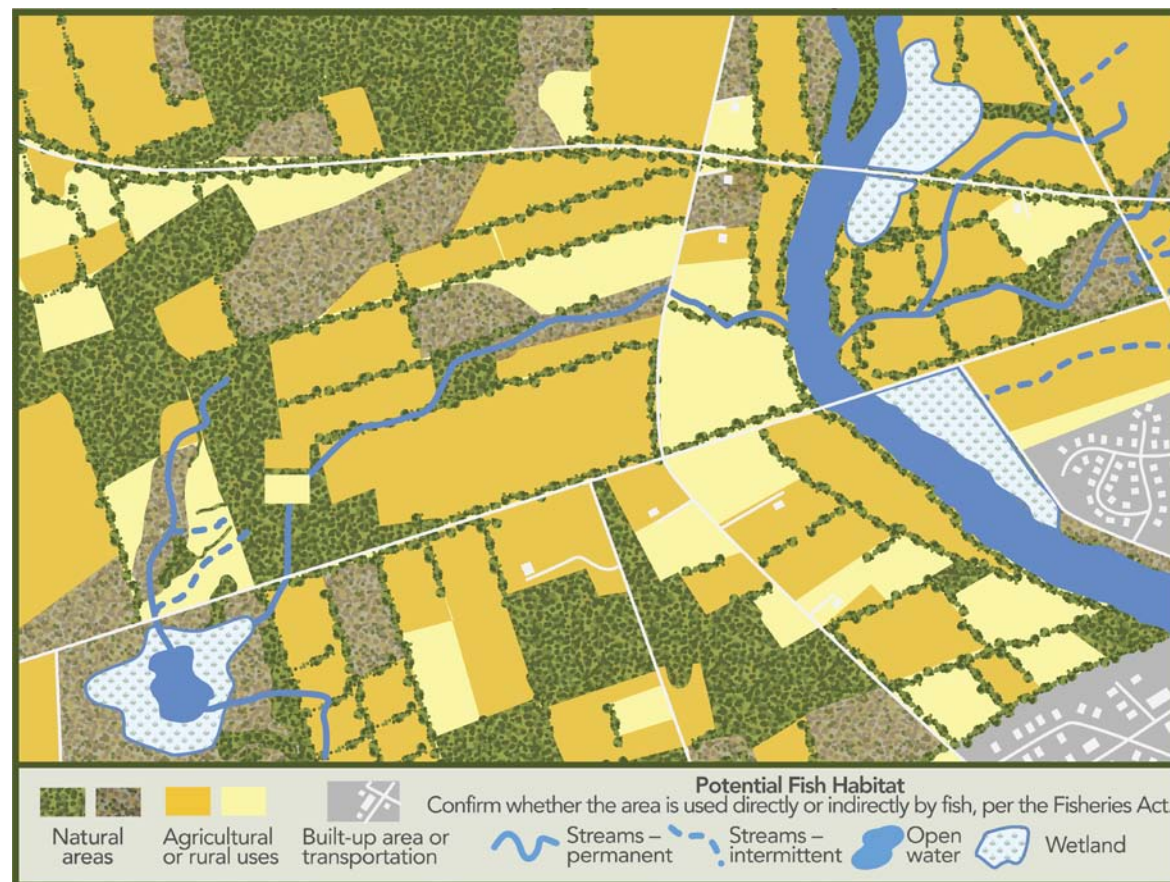 Potential Fish Habitat
Confirm whether the area is used directly or indirectly by fish, per the Fisheries Act.
Natural
areas
Agricultural
or rural uses
Built-up area or
transportation
Streams –
permanent
Streams –
intermittent
Open
water
Wetland